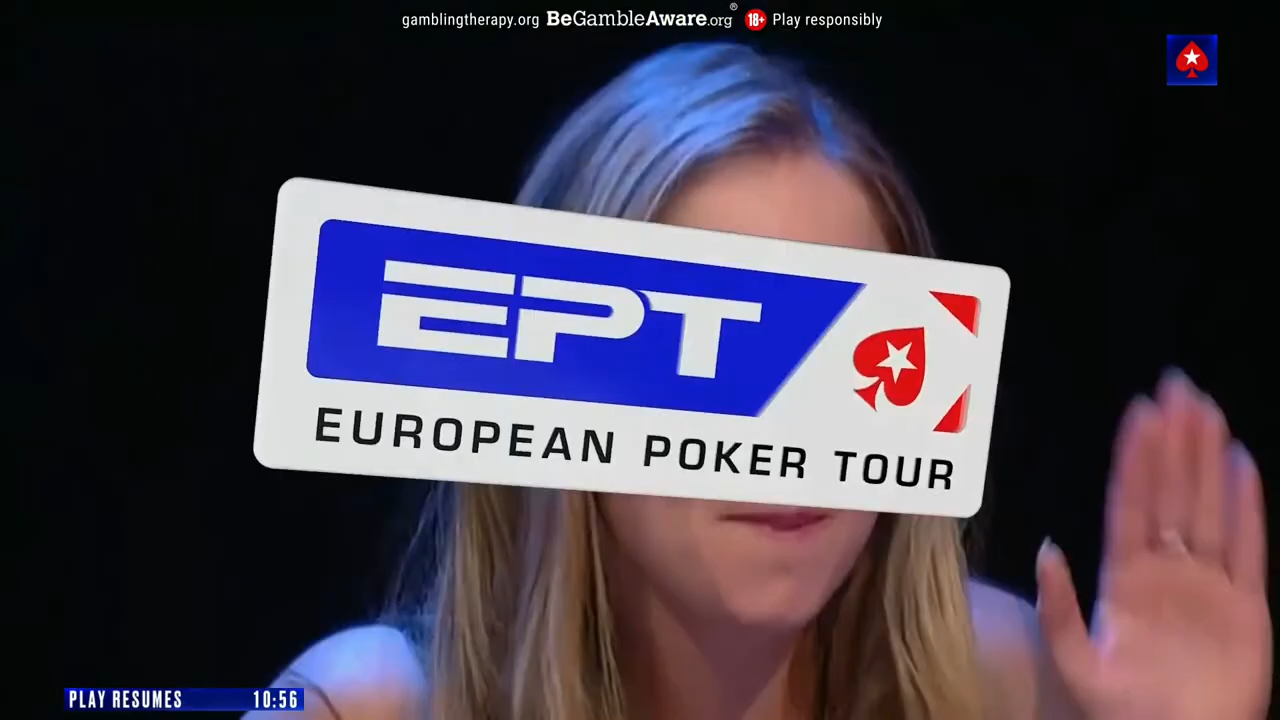 gamblingtherapy.org BeGambleAware.org® 18+ Play responsibly
EPT
EUROPEAN POKER TOUR
PLAY RESUMES 10:56